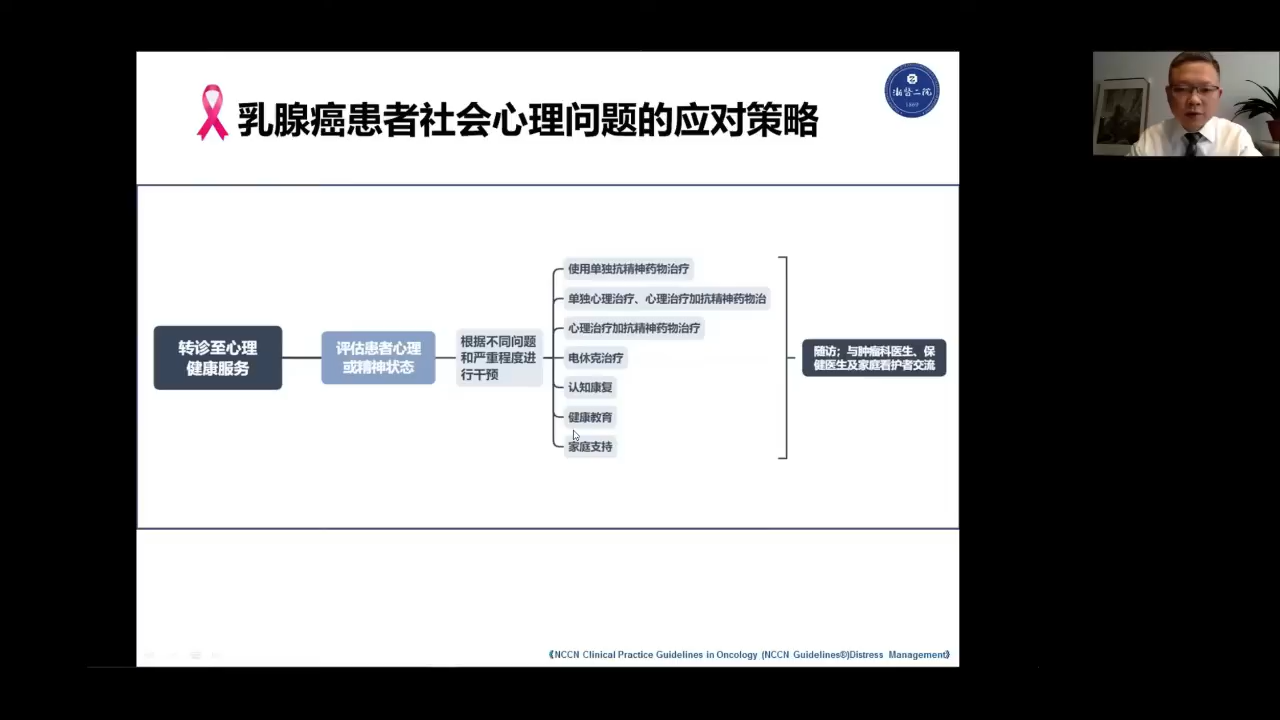 乳腺癌患者社会心理问题的应对策略
湘雅二院
转诊至心理
健康服务
评估患者心理
或精神状态
根据不同问题
和严重程度进
行干预
使用单独抗精神药物治疗
单独心理治疗、心理治疗加抗精神药物治
心理治疗加抗精神药物治疗
电休克治疗
认知康复
健康教育
家庭支持
随访；与肿瘤科医生、保
健医生及家庭看护者交流
《NCCN Clinical Practice Guidelines in Oncology (NCCN Guidelines®)Distress Management》